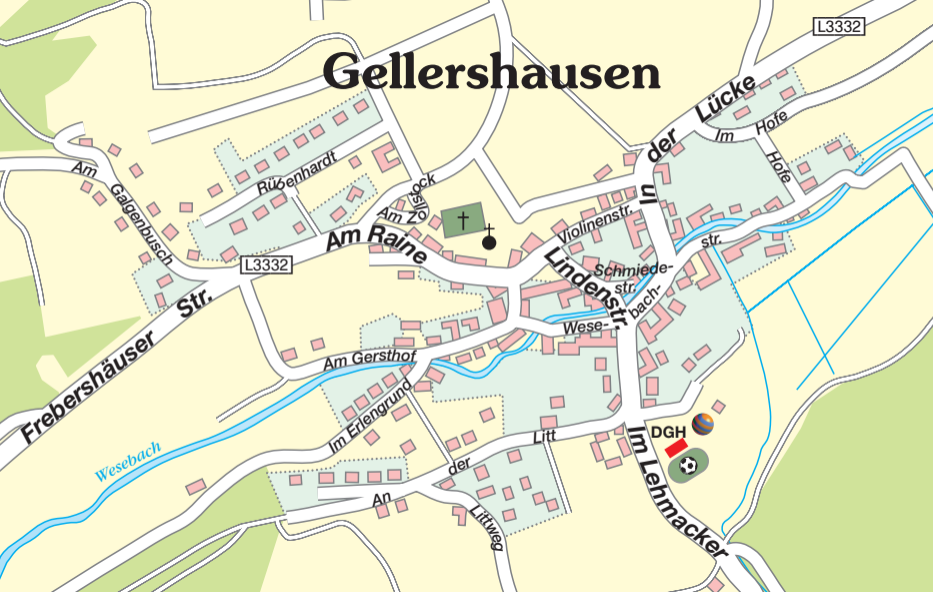 L3332
Gellershausen
In der Lücke
Im Hofe
Hofe
Am Galgenbusch
Rübenhardt
Am Zollstock
Violinenstr.
Am Raine
L3332
Lindenstr.
Schmiede-
str.
Wesebach-
str.
Frebershäuser Str.
Am Gersthof
Im Erlengrund
Wesebach
DGH
An der Litt
Im Lehmacker
Littweg